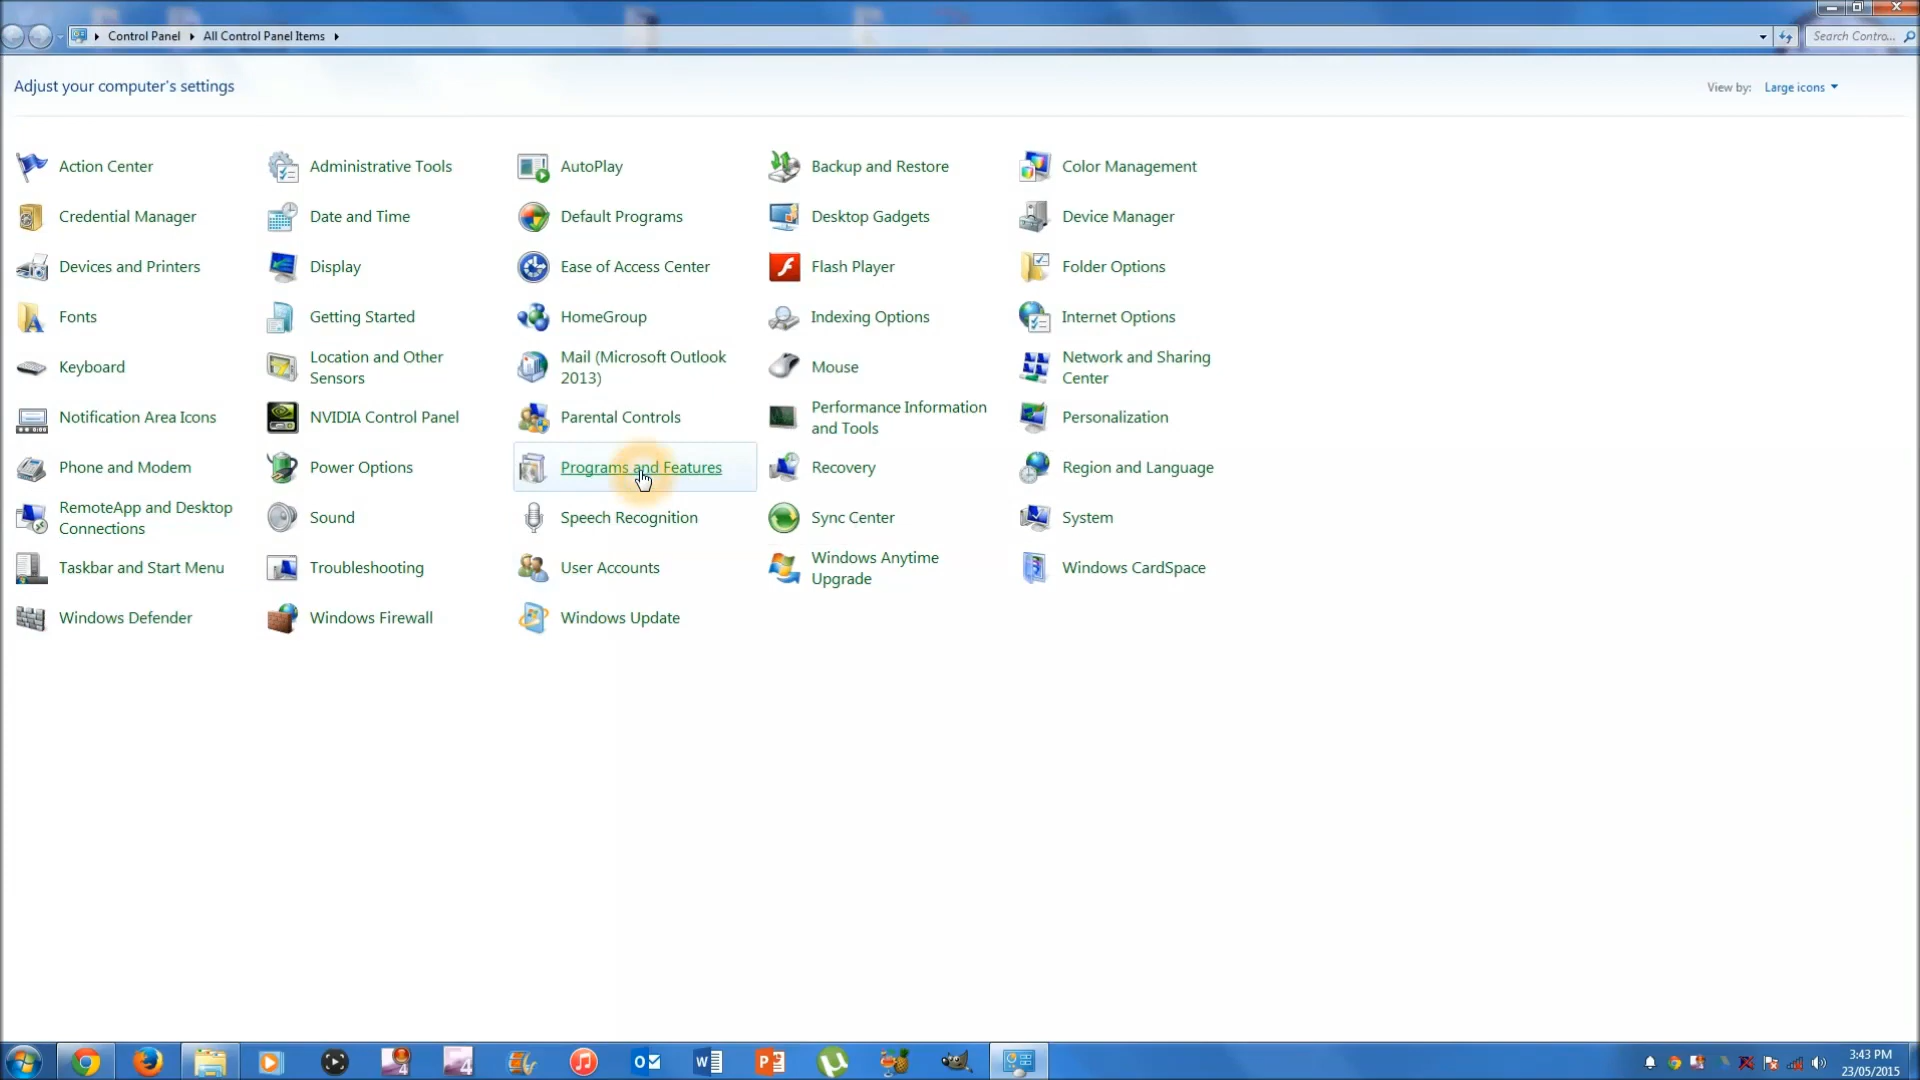 Control Panel
All Control Panel Items
Search Contro...
Adjust your computer's settings
View by: Large icons
Action Center
Administrative Tools
AutoPlay
Backup and Restore
Color Management
Credential Manager
Date and Time
Default Programs
Desktop Gadgets
Device Manager
Devices and Printers
Display
Ease of Access Center
Flash Player
Folder Options
Fonts
Getting Started
HomeGroup
Indexing Options
Internet Options
Keyboard
Location and Other
Sensors
Mail (Microsoft Outlook
2013)
Mouse
Network and Sharing
Center
Notification Area Icons
NVIDIA Control Panel
Parental Controls
Performance Information
and Tools
Personalization
Phone and Modem
Power Options
Programs and Features
Recovery
Region and Language
RemoteApp and Desktop
Connections
Sound
Speech Recognition
Sync Center
System
Taskbar and Start Menu
Troubleshooting
User Accounts
Windows Anytime
Upgrade
Windows CardSpace
Windows Defender
Windows Firewall
Windows Update
3:43 PM
23/05/2015